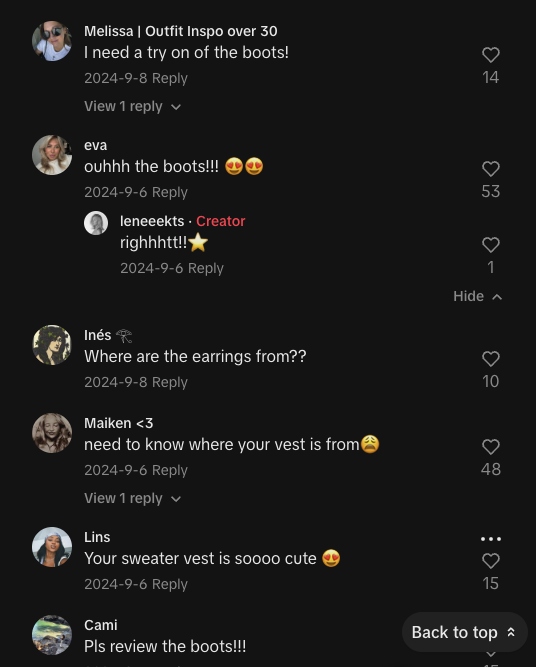 Melissa | Outfit Inspo over 30
I need a try on of the boots!
2024-9-8 Reply
14
View 1 reply
eva
ouhhh the boots!!! 😍😍
2024-9-6 Reply
53
leneeekts · Creator
righhhtt!!⭐
2024-9-6 Reply
1
Hide
Inés 𓂀
Where are the earrings from??
2024-9-8 Reply
10
Maiken <3
need to know where your vest is from😩
2024-9-6 Reply
48
View 1 reply
Lins
Your sweater vest is soooo cute 😍
2024-9-6 Reply
15
Cami
Pls review the boots!!!
Back to top